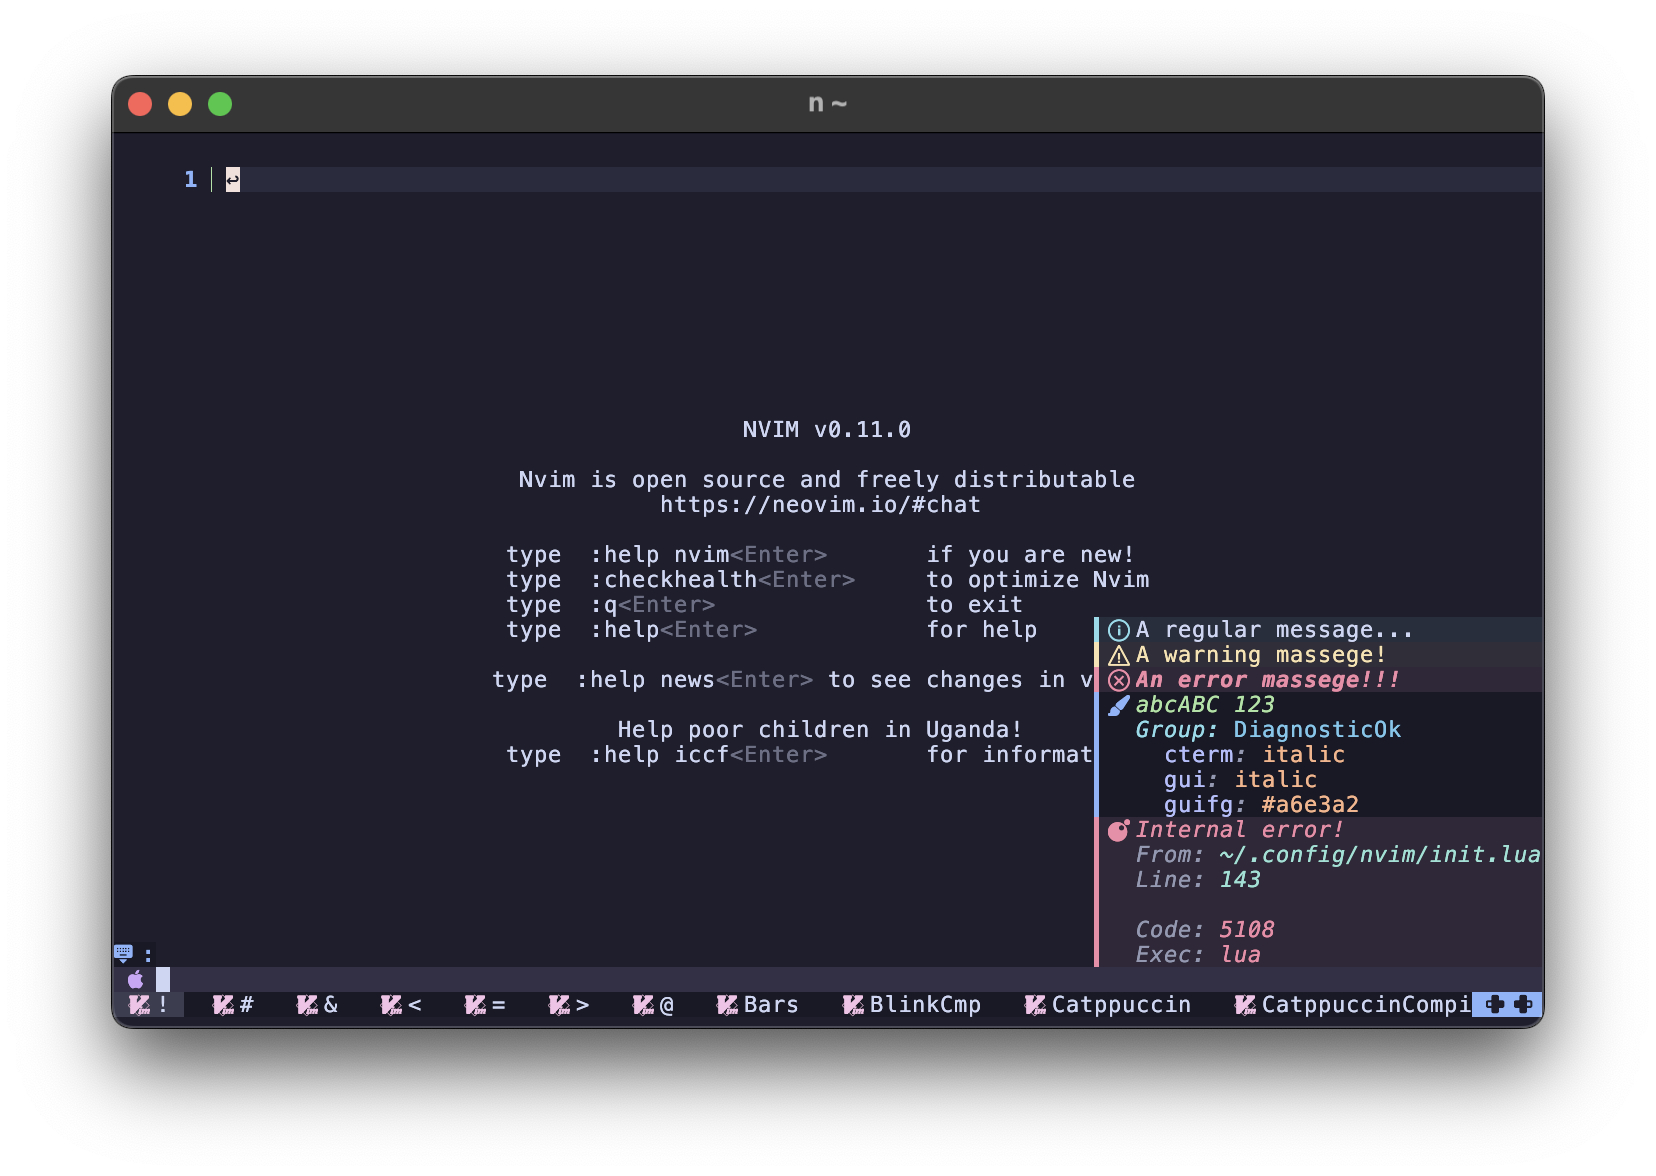 n ~
1 ↩
NVIM v0.11.0
Nvim is open source and freely distributable
https://neovim.io/#chat
type :help nvim<Enter> if you are new!
type :checkhealth<Enter> to optimize Nvim
type :q<Enter> to exit
type :help<Enter> for help
type :help news<Enter> to see changes in v
Help poor children in Uganda!
type :help iccf<Enter> for informat
A regular message...
A warning massege!
An error massege!!!
abcABC 123
Group: DiagnosticOk
cterm: italic
gui: italic
guifg: #a6e3a2
Internal error!
From: ~/.config/nvim/init.lua
Line: 143
Code: 5108
Exec: lua
:
! # & < = > @ Bars BlinkCmp Catppuccin CatppuccinCompi